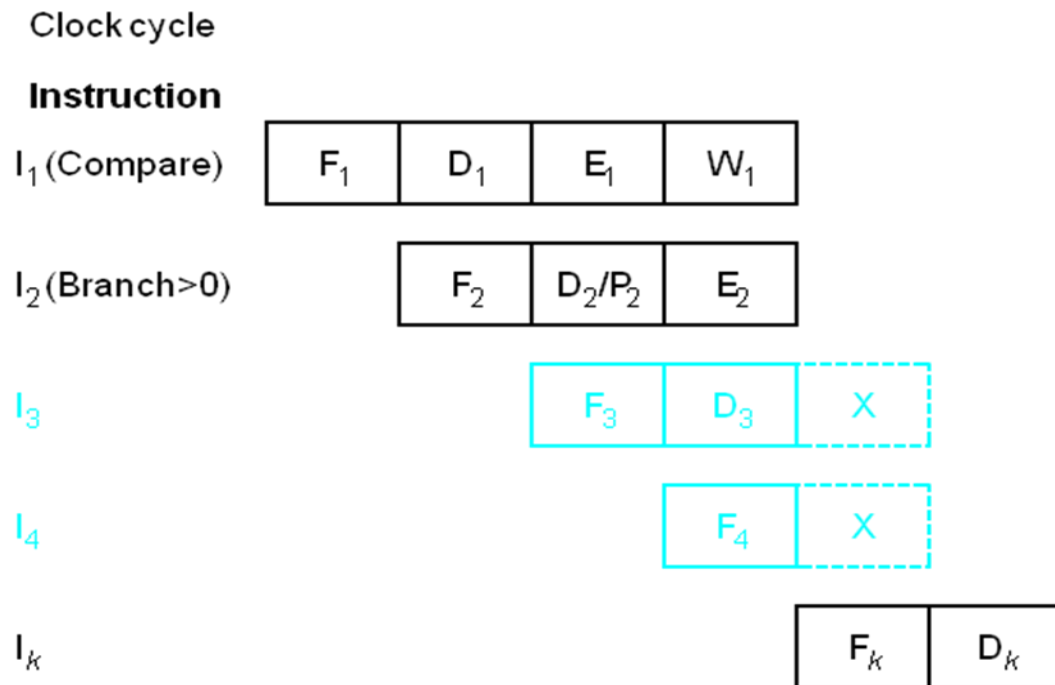 Clock cycle
Instruction
I₁ (Compare) F₁ D₁ E₁ W₁
I₂ (Branch>0) F₂ D₂/P₂ E₂
I₃ F₃ D₃ X
I₄ F₄ X
Iₖ Fₖ Dₖ